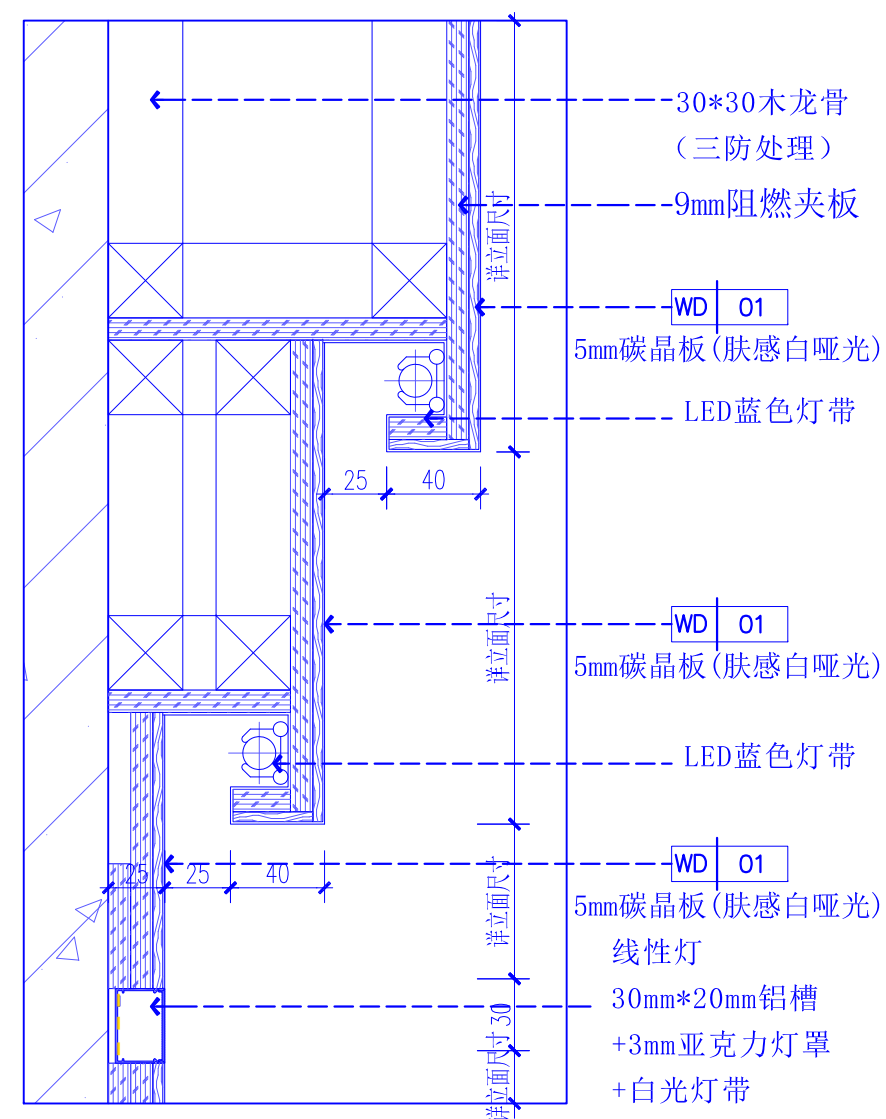 30*30木龙骨
(三防处理)
9mm阻燃夹板
详立面尺寸
WD 01
5mm碳晶板(肤感白哑光)
LED蓝色灯带
25 40
详立面尺寸
WD 01
5mm碳晶板(肤感白哑光)
LED蓝色灯带
WD 01
25 25 40
详立面尺寸
5mm碳晶板(肤感白哑光)
线性灯
30mm*20mm铝槽
30
+3mm亚克力灯罩
详立面尺寸
+白光灯带